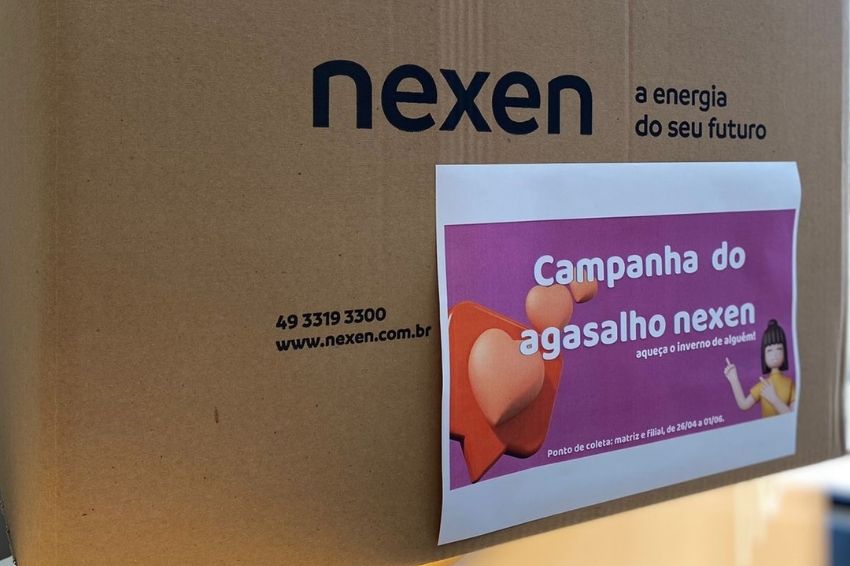 nexen
a energia
do seu futuro
49 3319 3300
www.nexen.com.br
Campanha do
agasalho nexen
aqueça o inverno de alguém!
Ponto de coleta: matriz e filial, de 26/04 a 01/06.